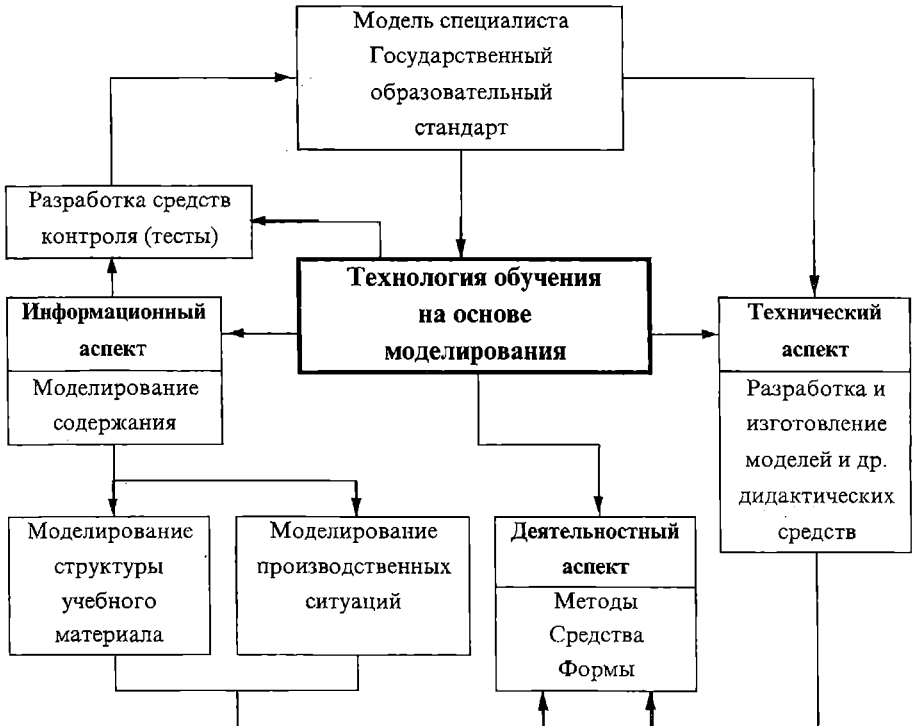 Модель специалиста
Государственный
образовательный
стандарт
Разработка средств
контроля (тесты)
Технология обучения
на основе
моделирования
Информационный
аспект
Моделирование
содержания
Технический
аспект
Разработка и
изготовление
моделей и др.
дидактических
средств
Моделирование
структуры
учебного
материала
Моделирование
производственных
ситуаций
Деятельностный
аспект
Методы
Средства
Формы